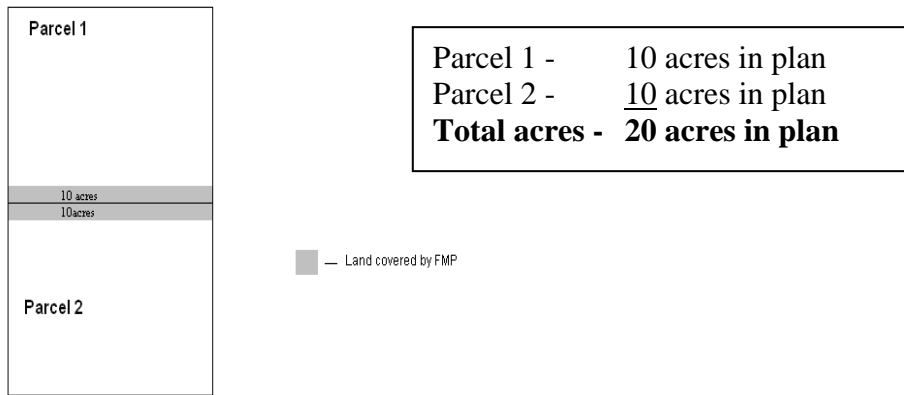 Parcel 1
Parcel 1 - 10 acres in plan
Parcel 2 - 10 acres in plan
Total acres - 20 acres in plan
10 acres
10acres
— Land covered by FMP
Parcel 2